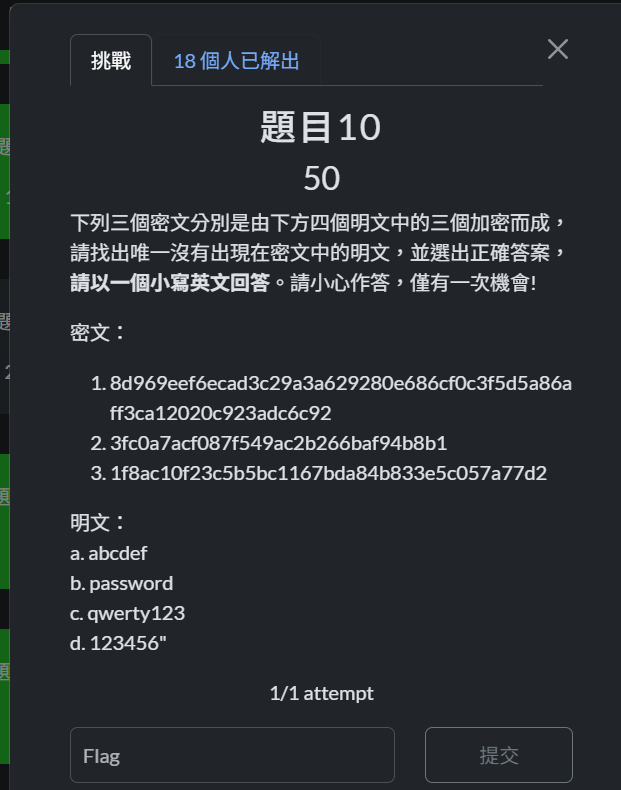 挑戰
18 個人已解出
題目10
50
下列三個密文分別是由下方四個明文中的三個加密而成，
請找出唯一沒有出現在密文中的明文，並選出正確答案，
請以一個小寫英文回答。請小心作答，僅有一次機會!
密文：
1. 8d969eef6ecad3c29a3a629280e686cf0c3f5d5a86a
ff3ca12020c923adc6c92
2. 3fc0a7acf087f549ac2b266baf94b8b1
3. 1f8ac10f23c5b5bc1167bda84b833e5c057a77d2
明文：
a. abcdef
b. password
c. qwerty123
d. 123456"
1/1 attempt
Flag
提交